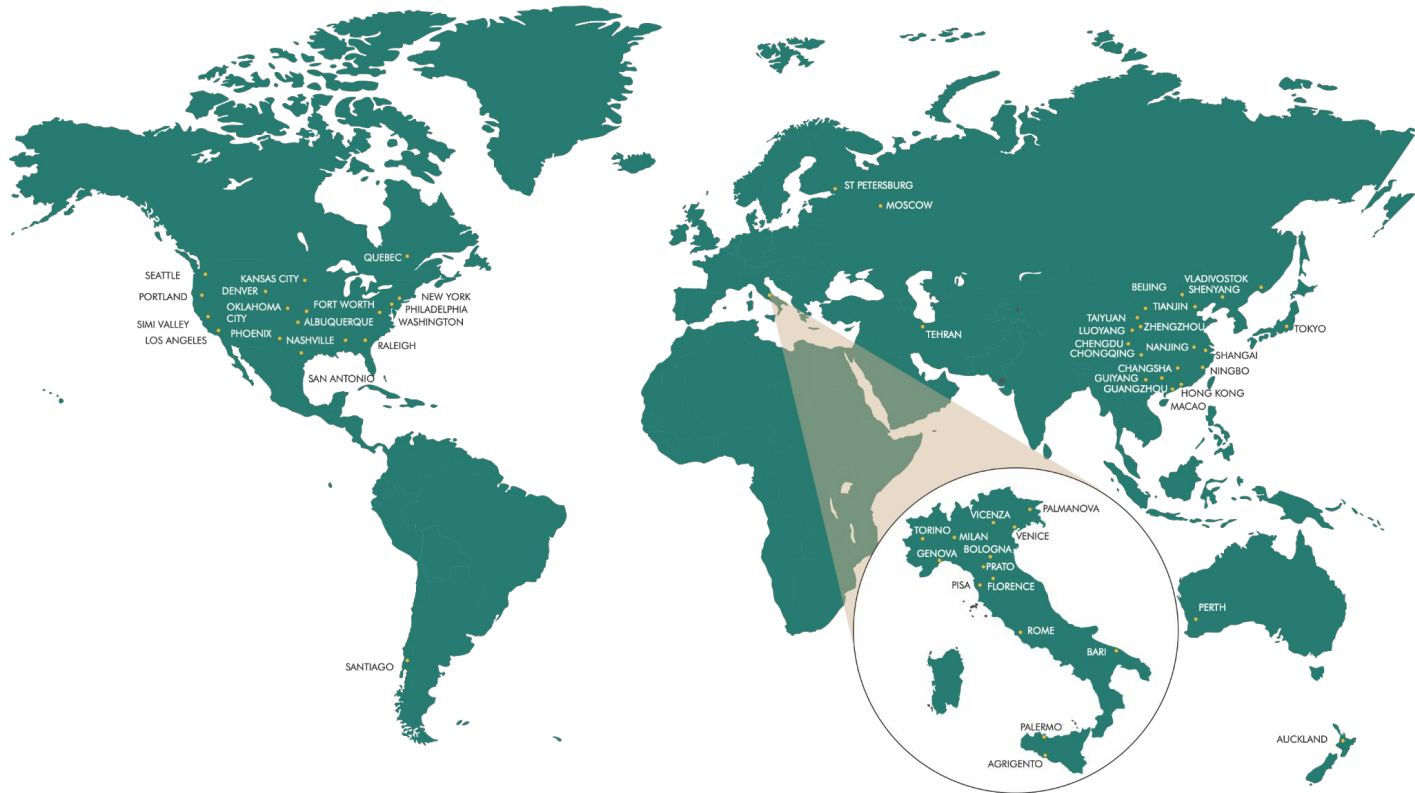 ST PETERSBURG
MOSCOW
QUEBEC
SEATTLE
KANSAS CITY
DENVER
PORTLAND
OKLAHOMA
CITY
FORT WORTH
NEW YORK
PHILADELPHIA
WASHINGTON
SIMI VALLEY
ALBUQUERQUE
LOS ANGELES
PHOENIX
NASHVILLE
RALEIGH
SAN ANTONIO
SANTIAGO
TEHRAN
VLADIVOSTOK
BEIJING
SHENYANG
TIANJIN
TAIYUAN
LUOYANG
ZHENGZHOU
TOKYO
CHENGDU
CHONGQING
NANJING
SHANGAI
CHANGSHA
NINGBO
GUIYANG
GUANGZHOU
HONG KONG
MACAO
PALMANOVA
VICENZA
TORINO
MILAN
VENICE
GENOVA
BOLOGNA
PRATO
PISA
FLORENCE
ROME
BARI
PALERMO
AGRIGENTO
PERTH
AUCKLAND